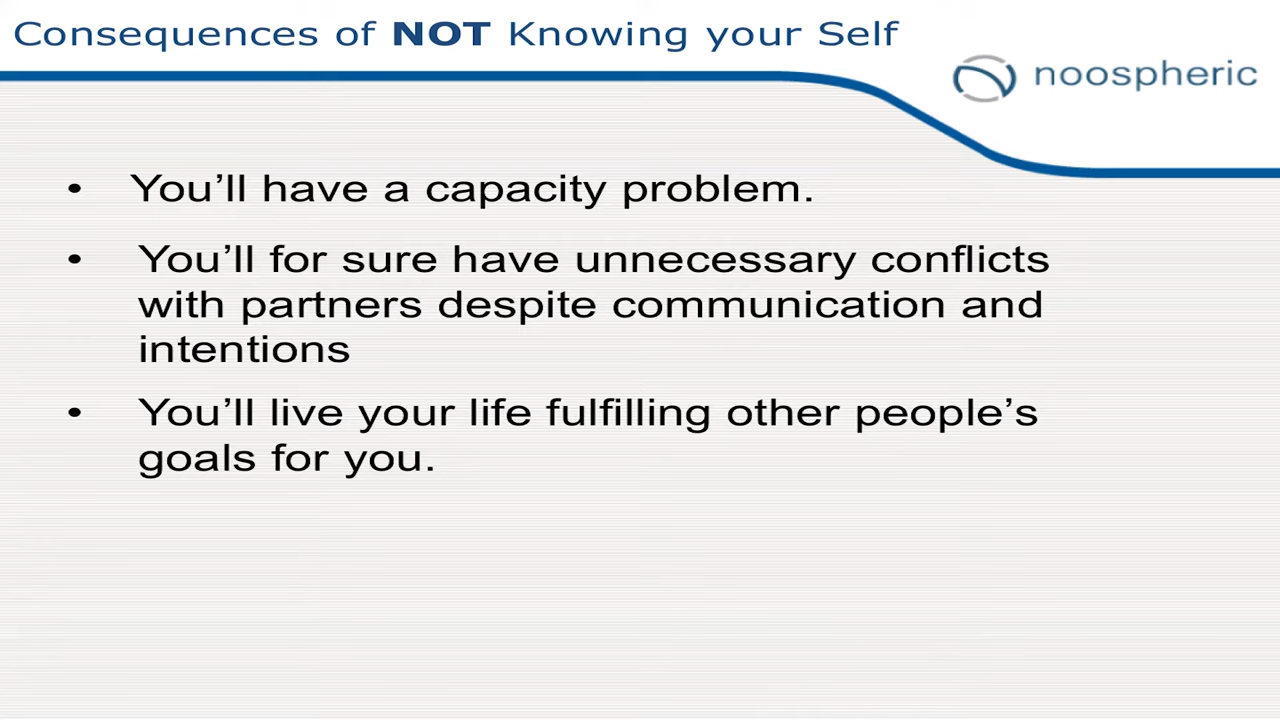 Consequences of NOT Knowing your Self
noospheric
• You’ll have a capacity problem.
• You’ll for sure have unnecessary conflicts
with partners despite communication and
intentions
• You’ll live your life fulfilling other people’s
goals for you.